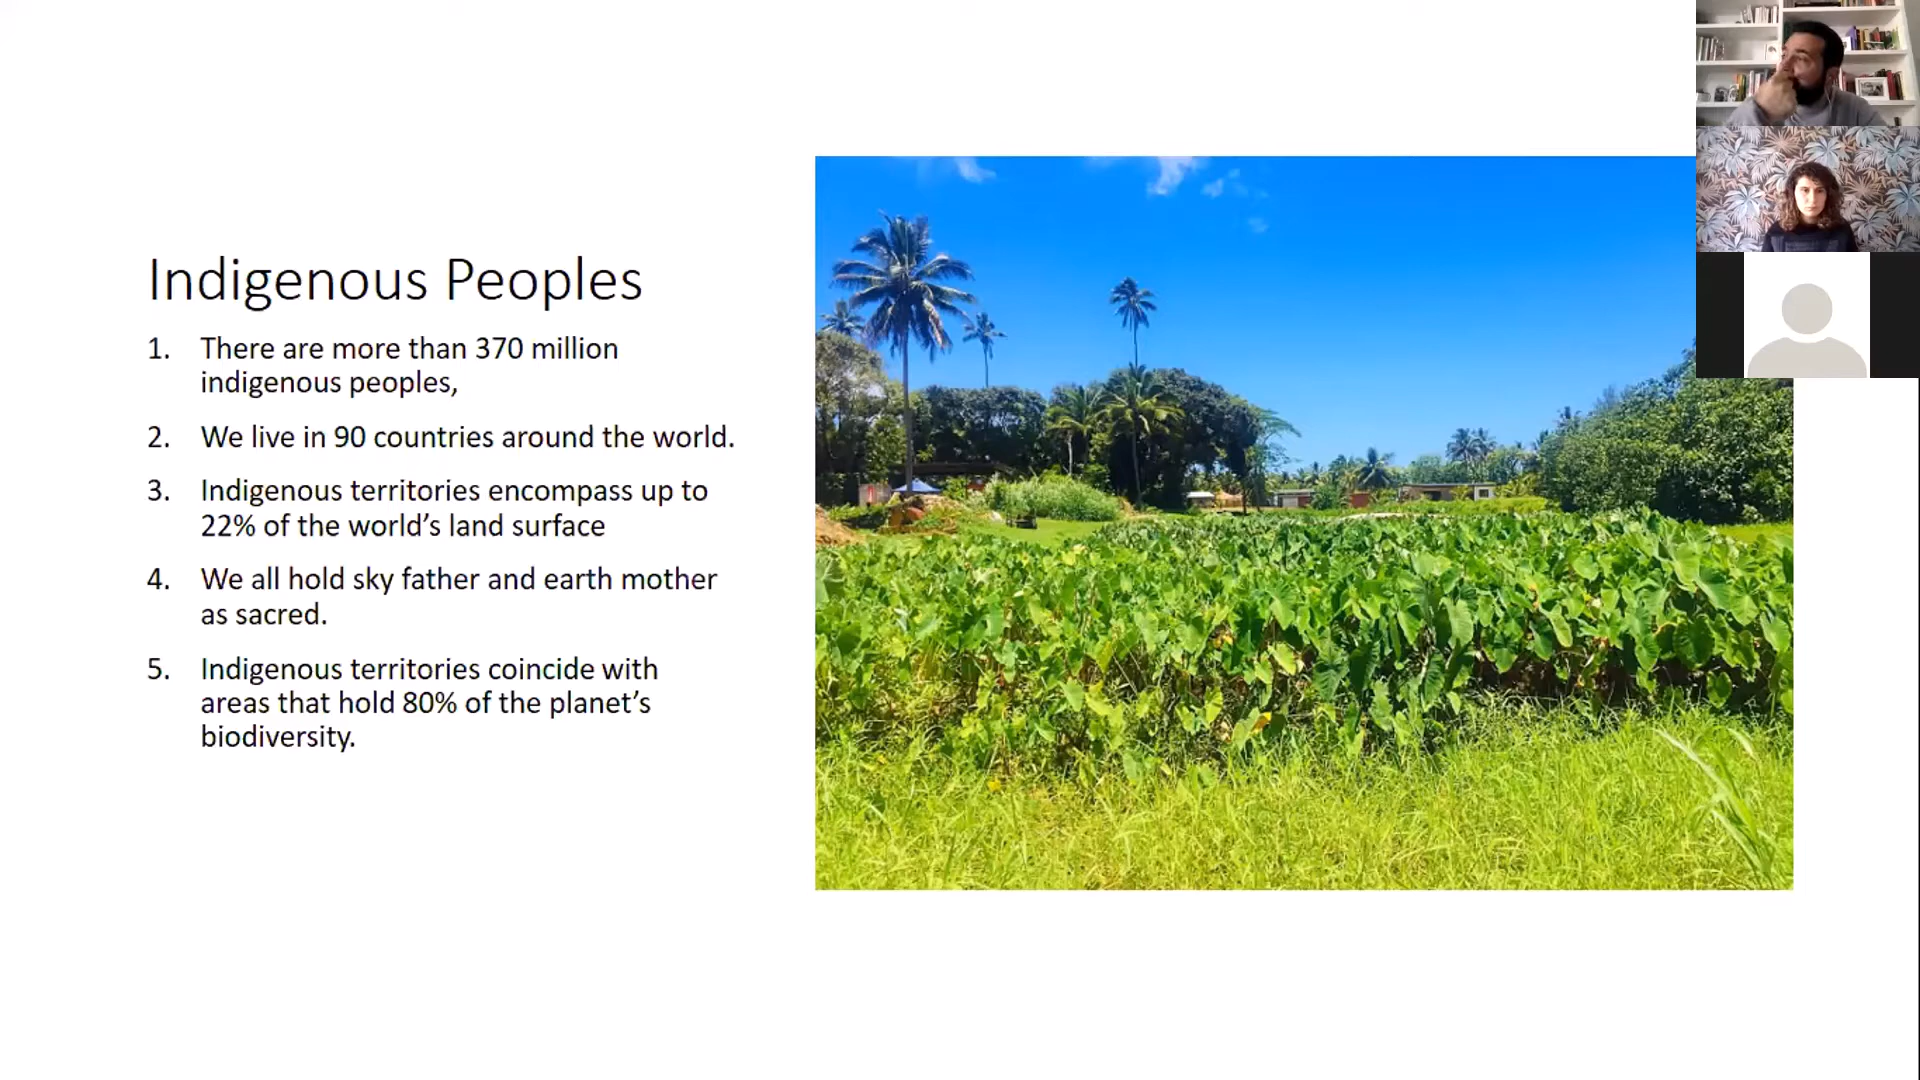 Indigenous Peoples
1. There are more than 370 million
indigenous peoples,
2. We live in 90 countries around the world.
3. Indigenous territories encompass up to
22% of the world’s land surface
4. We all hold sky father and earth mother
as sacred.
5. Indigenous territories coincide with
areas that hold 80% of the planet’s
biodiversity.